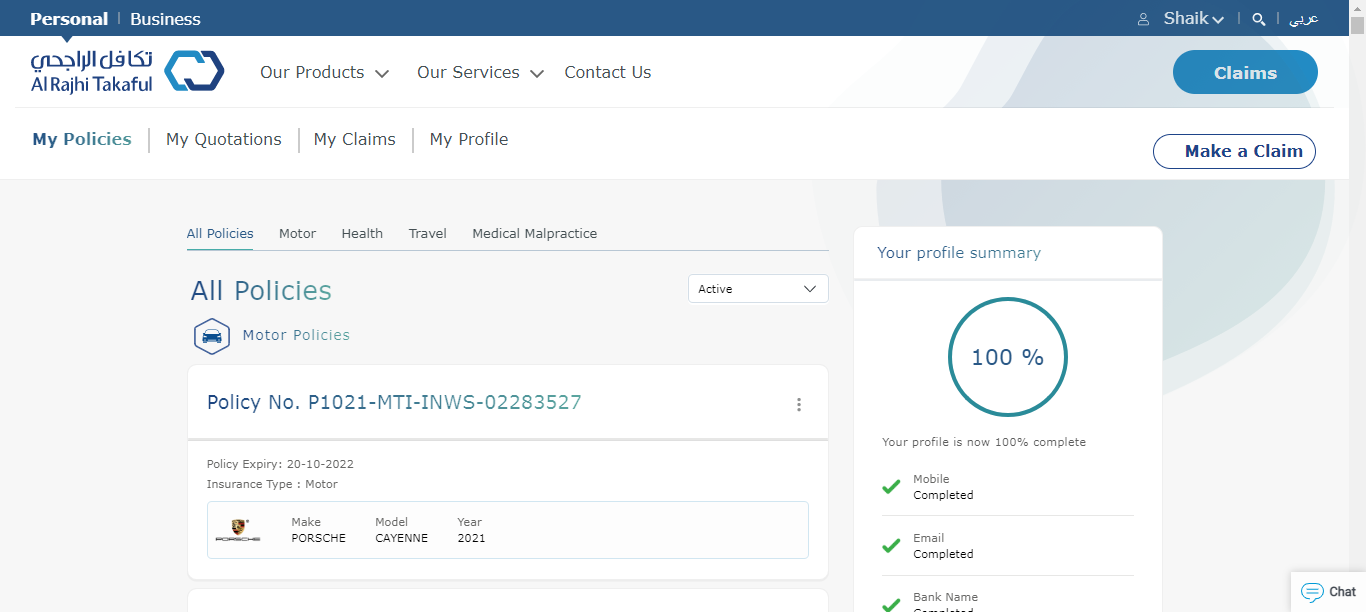 Personal
Business
Shaik
عربي
تكافل الراجحي
Al Rajhi Takaful
Our Products
Our Services
Contact Us
Claims
My Policies
My Quotations
My Claims
My Profile
Make a Claim
All Policies
Motor
Health
Travel
Medical Malpractice
All Policies
Active
Motor Policies
Policy No. P1021-MTI-INWS-02283527
Policy Expiry: 20-10-2022
Insurance Type : Motor
PORSCHE
Make
PORSCHE
Model
CAYENNE
Year
2021
Your profile summary
100 %
Your profile is now 100% complete
Mobile
Completed
Email
Completed
Bank Name
Completed
Chat